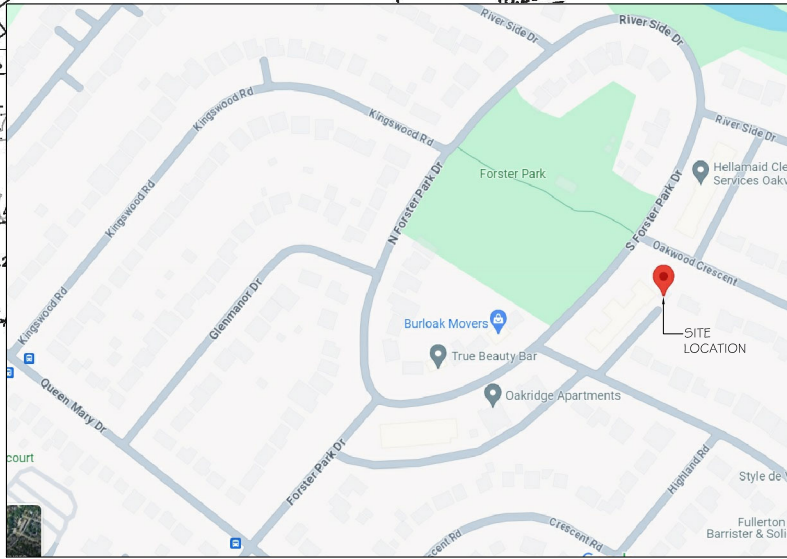 River Side Dr
River Side Dr
Kingswood Rd
Kingswood Rd
River Side Dr
Hellamaid Cle
Services Oakv
Forster Park
N Forster Park Dr
Kingswood Rd
S Forster Park Dr
Oakwood Crescent
Kingswood Rd
Glenmanor Dr
Burloak Movers
SITE
LOCATION
True Beauty Bar
Queen Mary Dr
Oakridge Apartments
court
Forster Park Dr
Highland Rd
Style de
Fullerton
Barrister & Soli
Crescent Rd
scent Rd